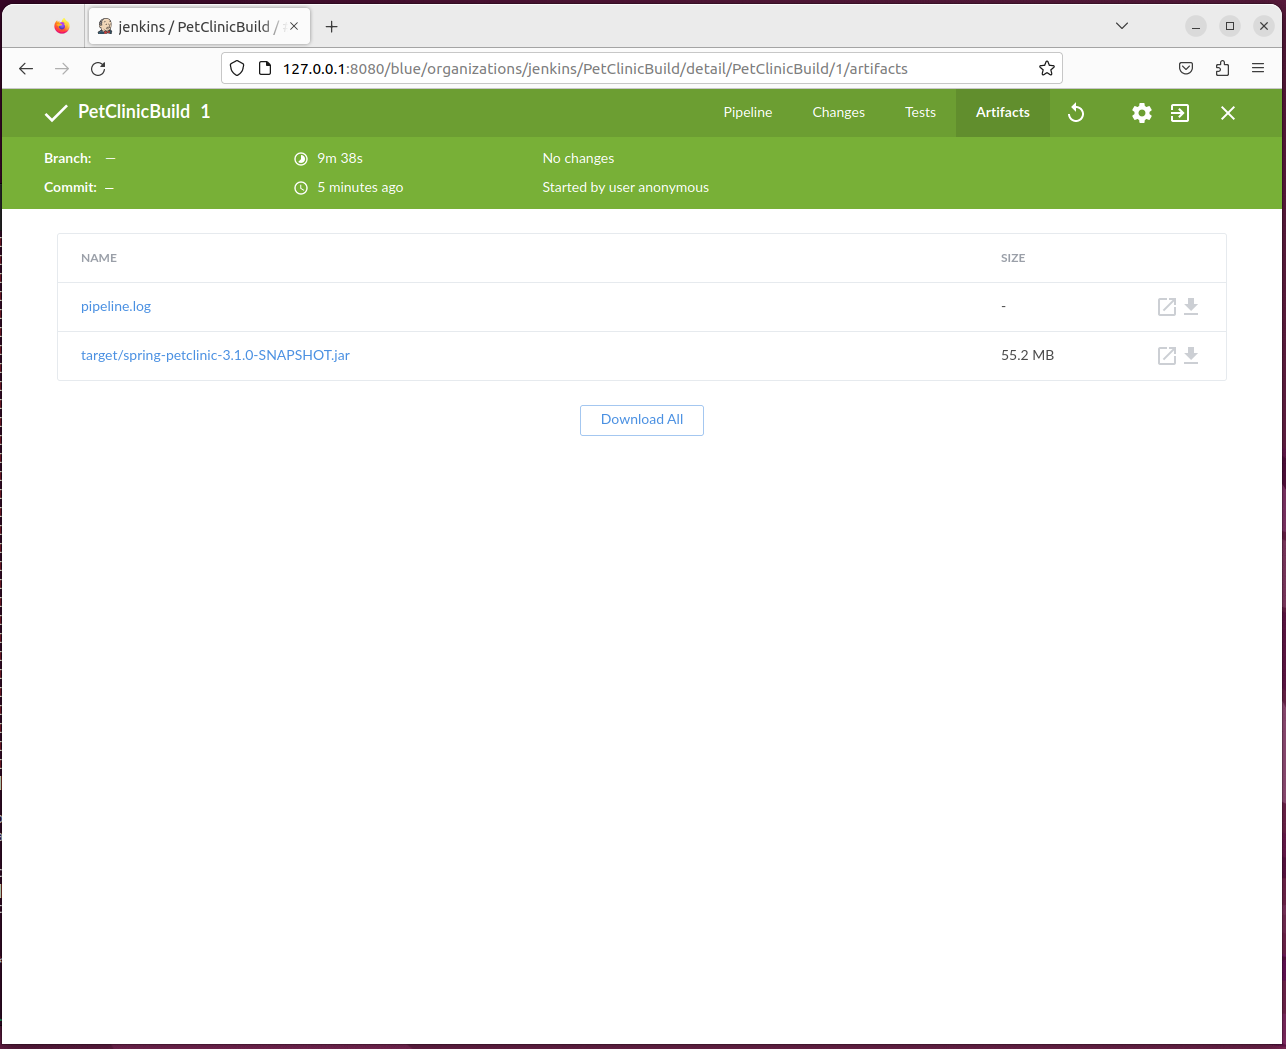 jenkins / PetClinicBuild /
127.0.0.1:8080/blue/organizations/jenkins/PetClinicBuild/detail/PetClinicBuild/1/artifacts
PetClinicBuild 1 Pipeline Changes Tests Artifacts
Branch: — 9m 38s No changes
Commit: — 5 minutes ago Started by user anonymous
NAME SIZE
pipeline.log -
target/spring-petclinic-3.1.0-SNAPSHOT.jar 55.2 MB
Download All